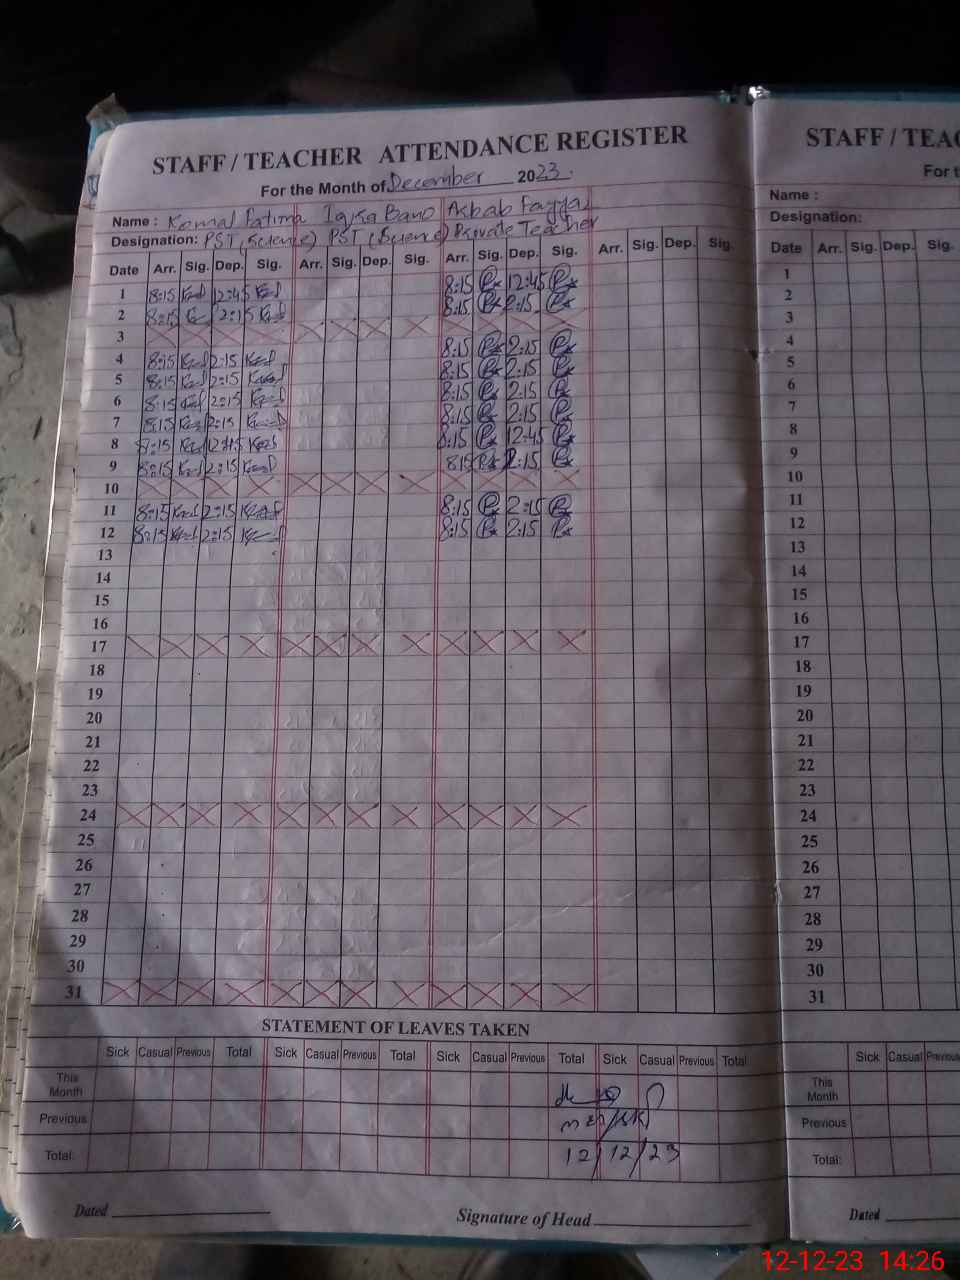 STAFF / TEACHER ATTENDANCE REGISTER
For the Month of December 2023
Name : Komal Fatima Iqra Bano Asbab Fayyaz
Designation: PST (Science) PST (Science) Private Teacher
Date Arr. Sig. Dep. Sig. Arr. Sig. Dep. Sig. Arr. Sig. Dep. Sig. Arr. Sig. Dep. Sig.
1 8:15 12:45 8:15 12:45
2 8:15 2:15 8:15 2:15
3
4 8:15 2:15 8:15 2:15
5 8:15 2:15 8:15 2:15
6 8:15 2:15 8:15 2:15
7 8:15 2:15 8:15 2:15
8 12:45 8:15 12:45
9 8:15 2:15 815 2:15
10
11 8:15 2:15 8:15 2:15
12 8:15 2:15 8:15 2:15
13
14
15
16
17
18
19
20
21
22
23
24
25
26
27
28
29
30
31
STATEMENT OF LEAVES TAKEN
Sick Casual Previous Total Sick Casual Previous Total Sick Casual Previous Total Sick Casual Previous Total
This Month
Previous
Total:
12/12/23
Dated
Signature of Head
STAFF / TEAC
For t
Name :
Designation:
Date Arr. Sig. Dep. Sig.
1
2
3
4
5
6
7
8
9
10
11
12
13
14
15
16
17
18
19
20
21
22
23
24
25
26
27
28
29
30
31
Sick Casual Previous
This Month
Previous
Total:
Dated
12-12-23 14:26